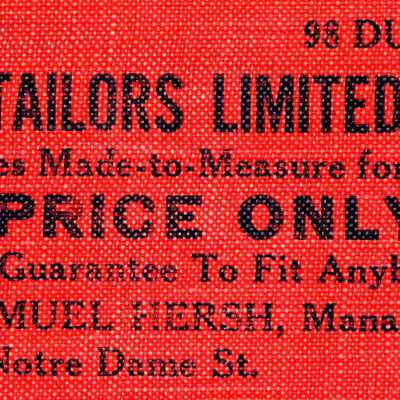 98 DU
TAILORS LIMITED
es Made-to-Measure for
PRICE ONLY
Guarantee To Fit Anyb
MUEL HERSH, Mana
Notre Dame St.